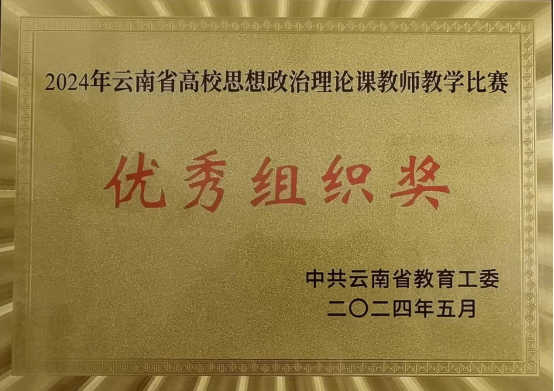 2024年云南省高校思想政治理论课教师教学比赛
优秀组织奖
中共云南省教育工委
二〇二四年五月